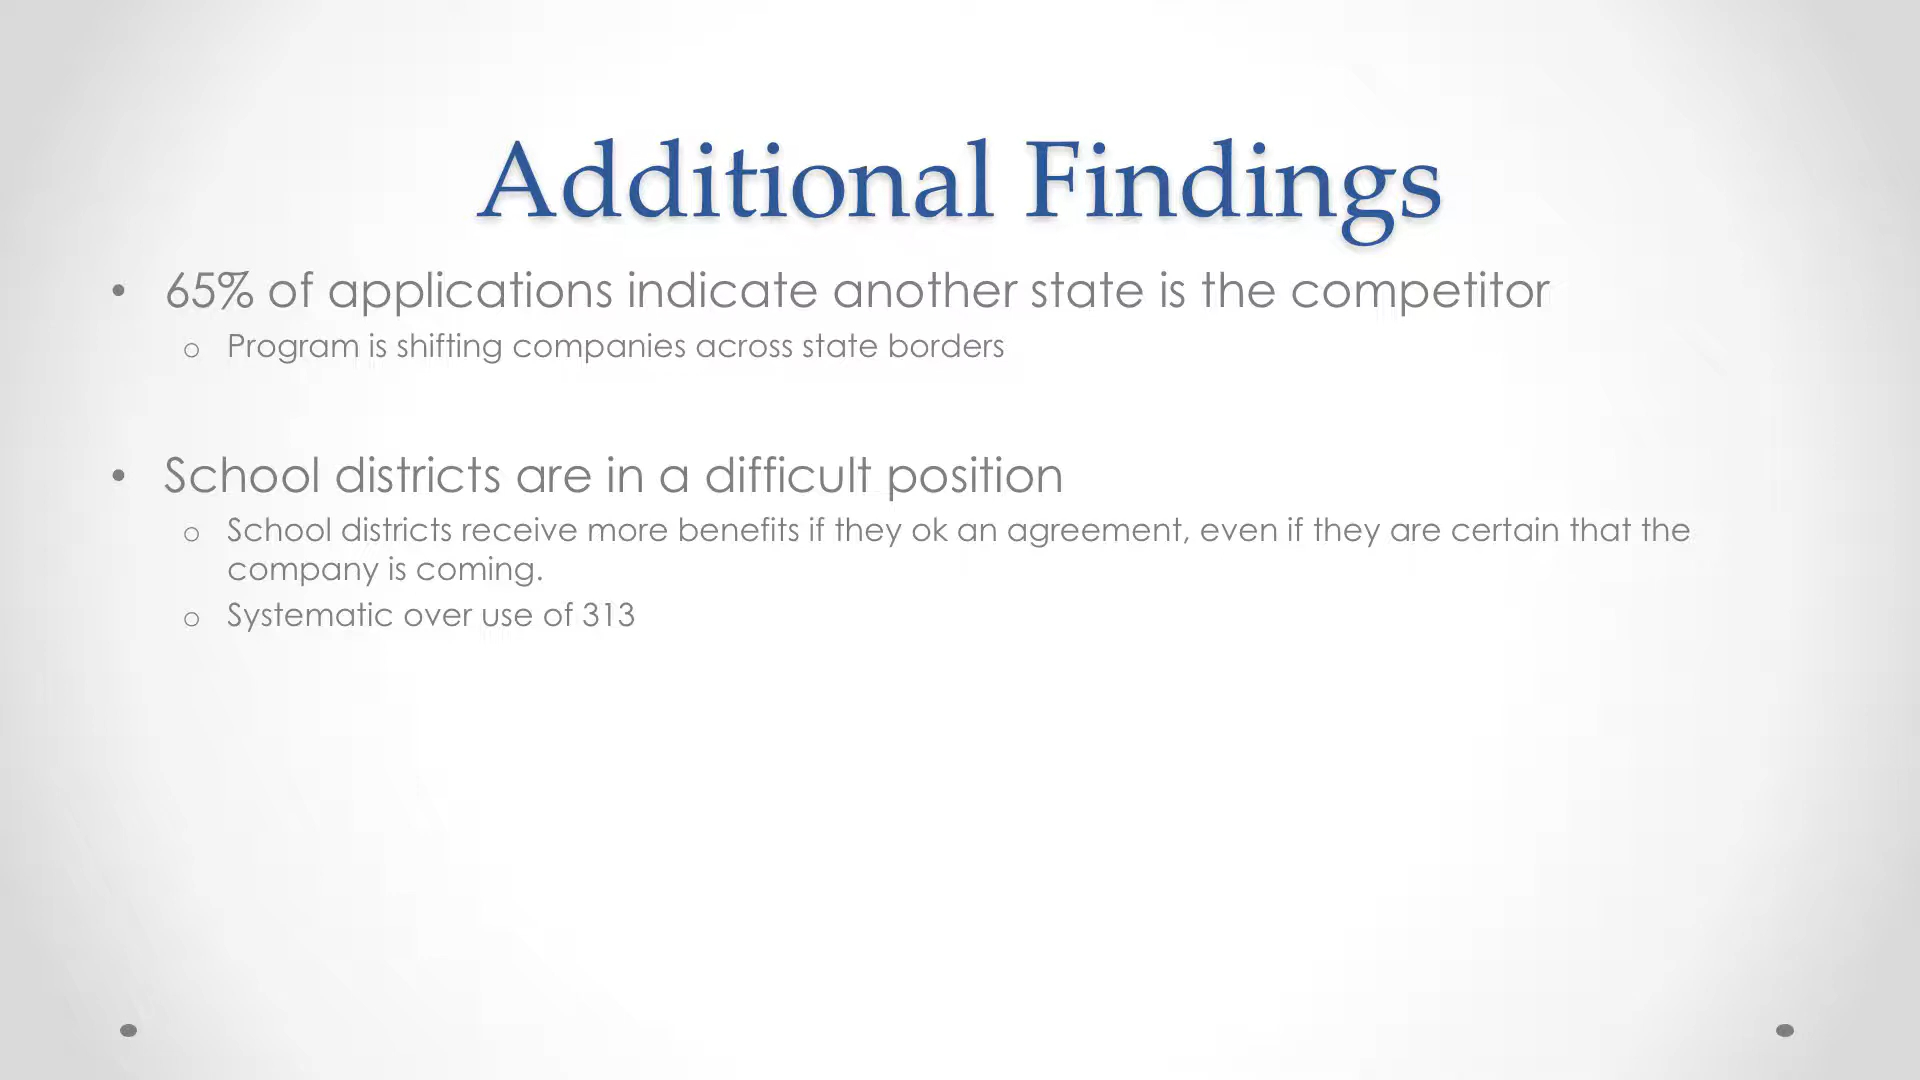 Additional Findings
• 65% of applications indicate another state is the competitor
o Program is shifting companies across state borders
• School districts are in a difficult position
o School districts receive more benefits if they ok an agreement, even if they are certain that the
company is coming.
o Systematic over use of 313